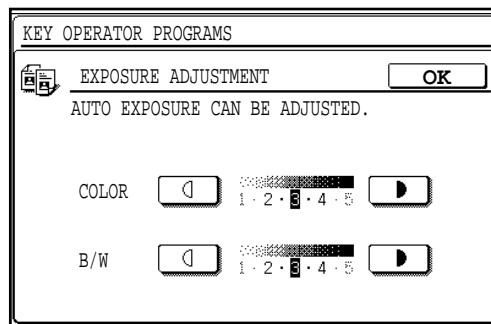 KEY OPERATOR PROGRAMS
EXPOSURE ADJUSTMENT OK
AUTO EXPOSURE CAN BE ADJUSTED.
COLOR 1 · 2 · 3 · 4 · 5
B/W 1 · 2 · 3 · 4 · 5